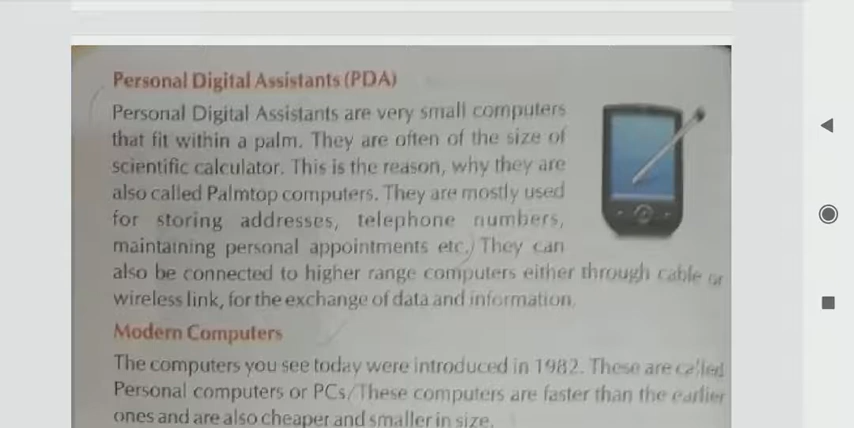 Personal Digital Assistants (PDA)
Personal Digital Assistants are very small computers
that fit within a palm. They are often of the size of
scientific calculator. This is the reason, why they are
also called Palmtop computers. They are mostly used
for storing addresses, telephone numbers,
maintaining personal appointments etc. They can
also be connected to higher range computers either through cable or
wireless link, for the exchange of data and information.
Modern Computers
The computers you see today were introduced in 1982. These are called
Personal computers or PCs. These computers are faster than the earlier
ones and are also cheaper and smaller in size.